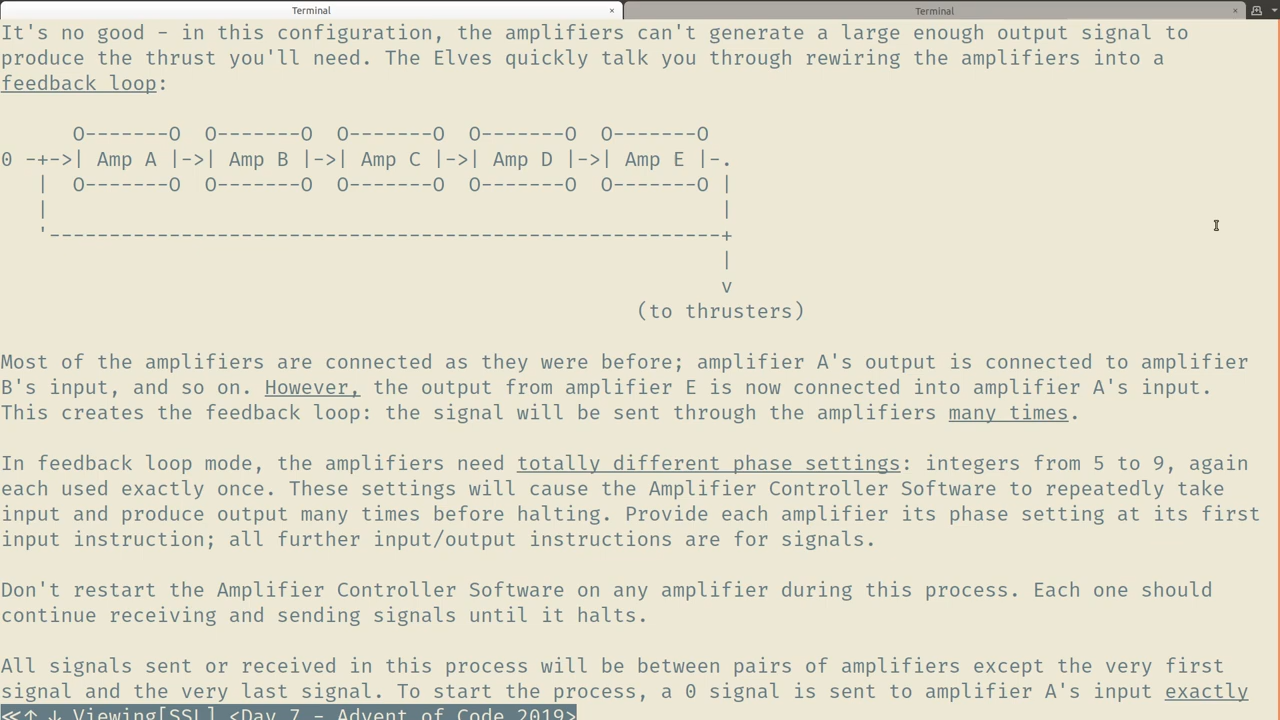 Terminal × Terminal ×
It's no good – in this configuration, the amplifiers can't generate a large enough output signal to
produce the thrust you'll need. The Elves quickly talk you through rewiring the amplifiers into a
feedback loop:
      O-------O  O-------O  O-------O  O-------O  O-------O
0 -+->| Amp A |->| Amp B |->| Amp C |->| Amp D |->| Amp E |-.
   |  O-------O  O-------O  O-------O  O-------O  O-------O |
   |                                                        |
   '--------------------------------------------------------+
                                                            |
                                                            v
                                                     (to thrusters)
Most of the amplifiers are connected as they were before; amplifier A's output is connected to amplifier
B's input, and so on. However, the output from amplifier E is now connected into amplifier A's input.
This creates the feedback loop: the signal will be sent through the amplifiers many times.
In feedback loop mode, the amplifiers need totally different phase settings: integers from 5 to 9, again
each used exactly once. These settings will cause the Amplifier Controller Software to repeatedly take
input and produce output many times before halting. Provide each amplifier its phase setting at its first
input instruction; all further input/output instructions are for signals.
Don't restart the Amplifier Controller Software on any amplifier during this process. Each one should
continue receiving and sending signals until it halts.
All signals sent or received in this process will be between pairs of amplifiers except the very first
signal and the very last signal. To start the process, a 0 signal is sent to amplifier A's input exactly
≪↑ ↓ Viewing[SSL] <Day 7 – Advent of Code 2019>